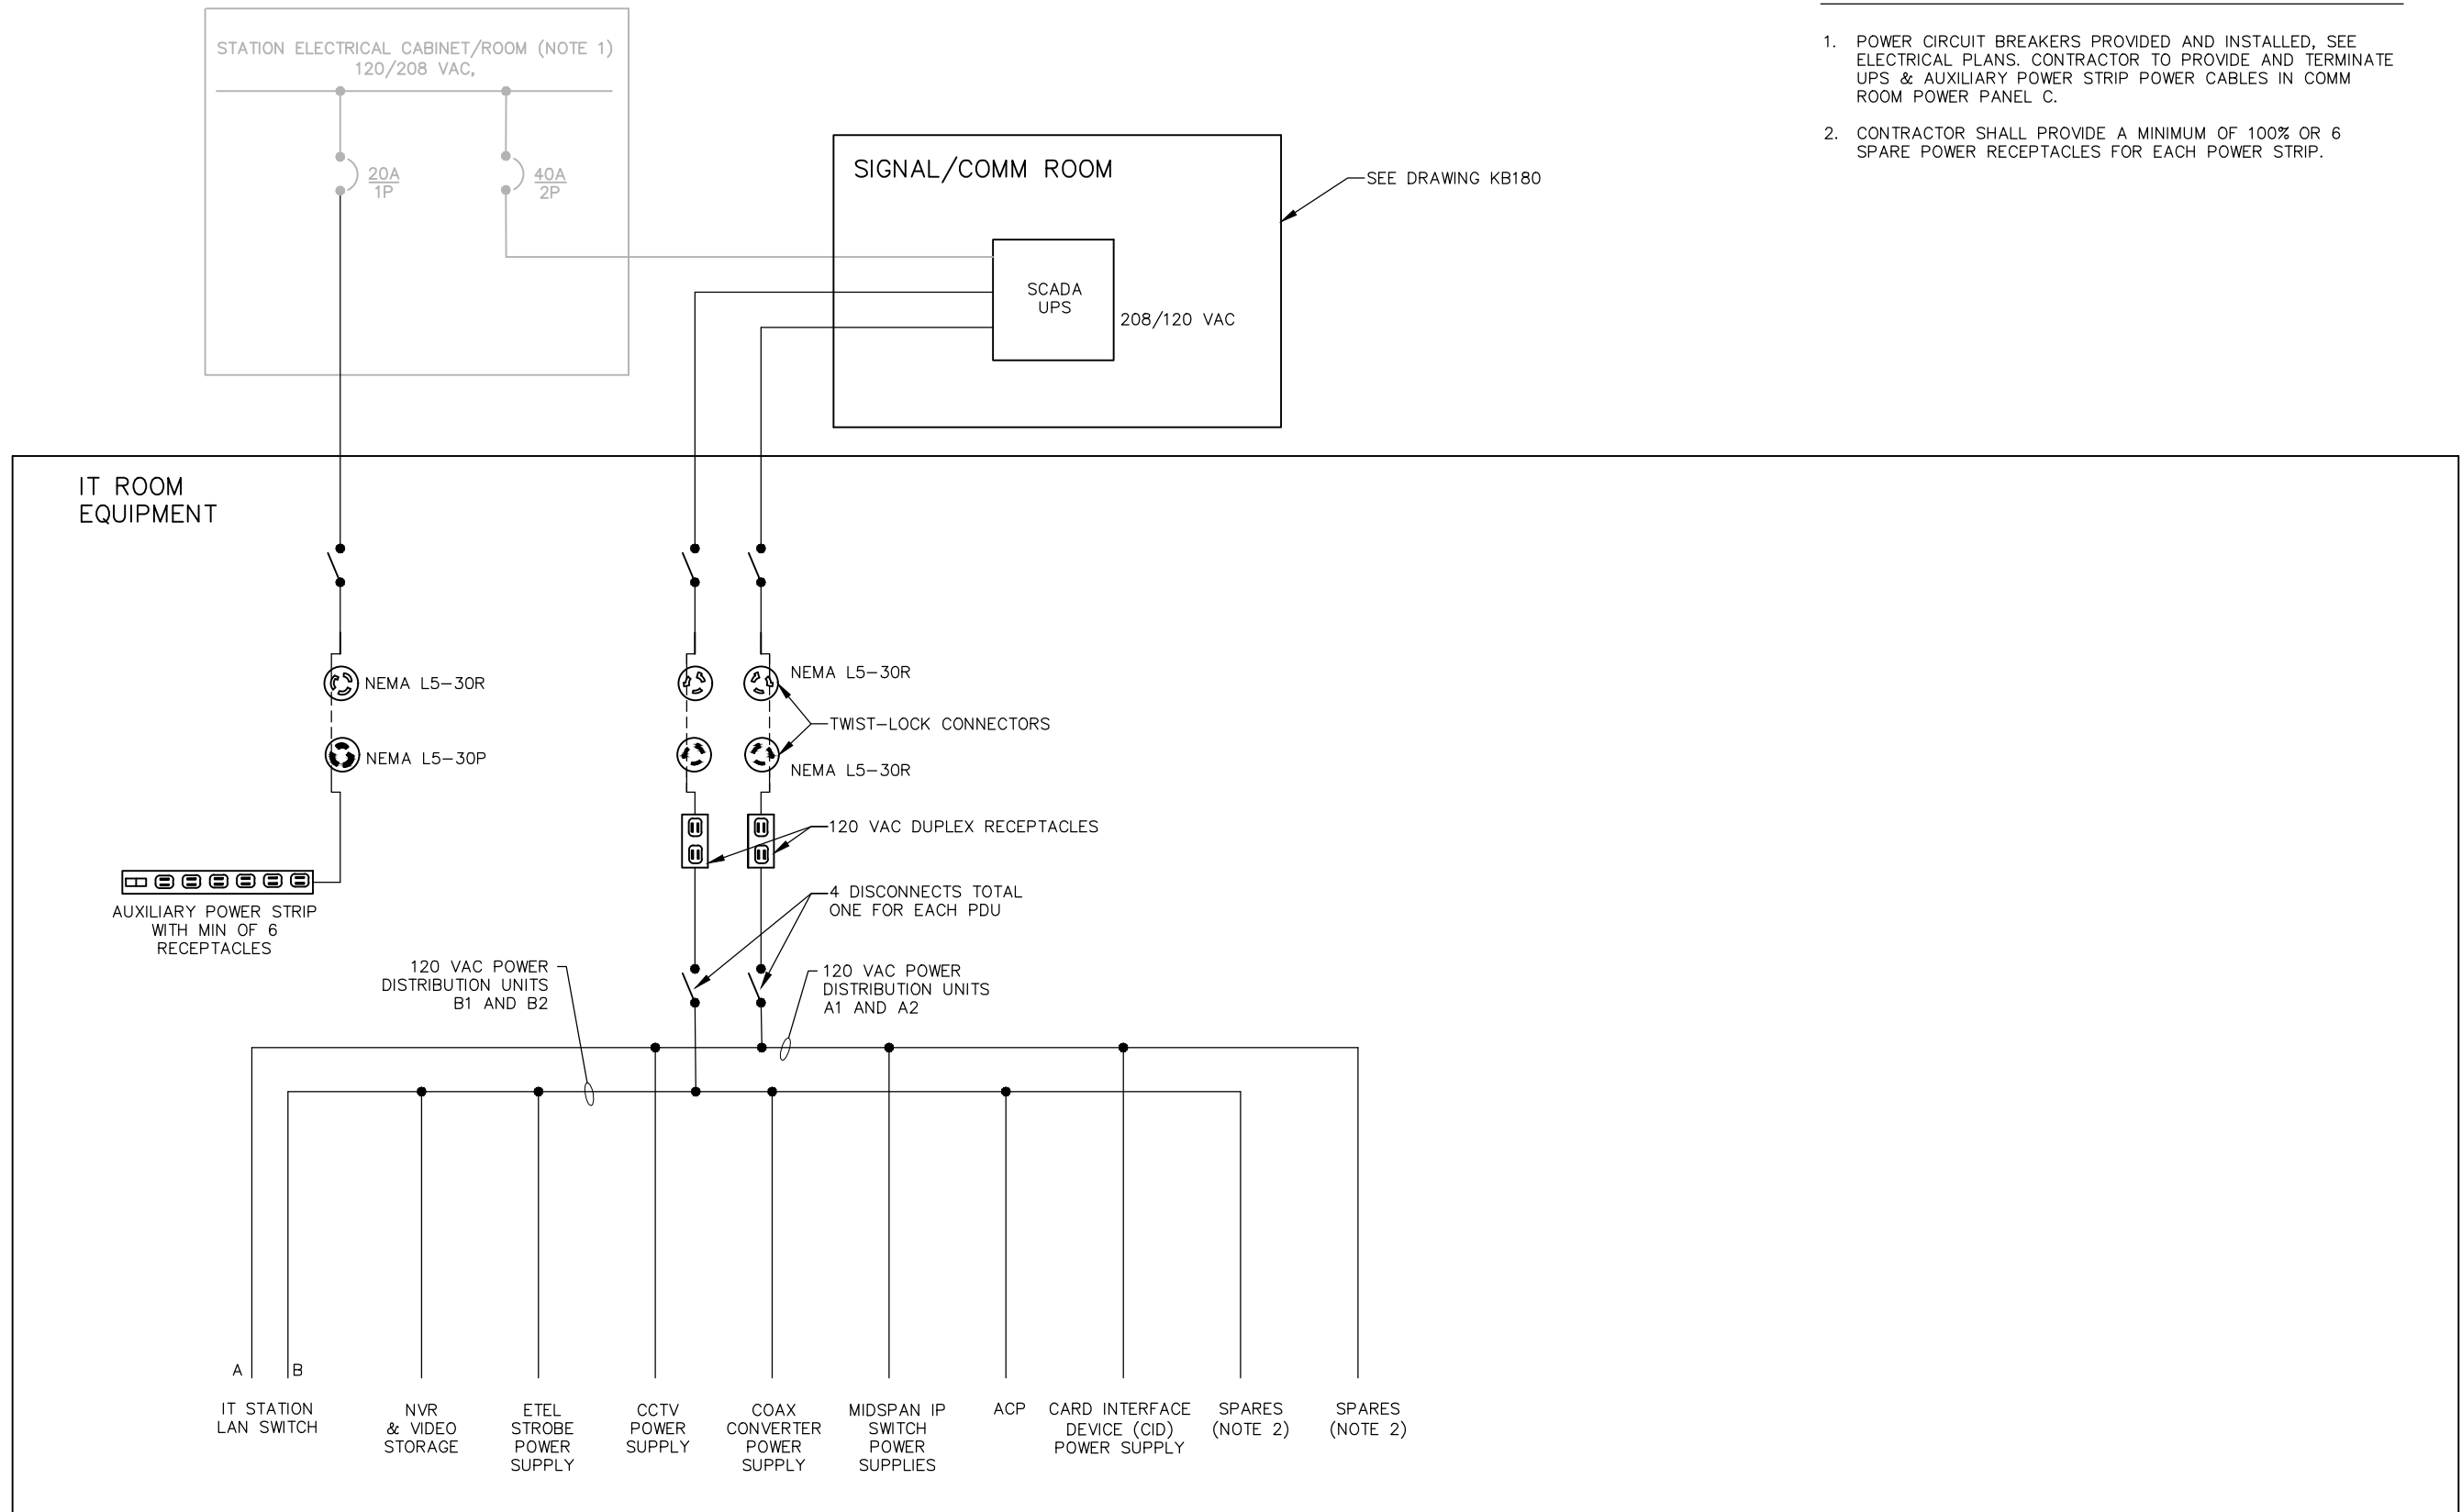 STATION ELECTRICAL CABINET/ROOM (NOTE 1)
120/208 VAC,
20A
1P
40A
2P
SIGNAL/COMM ROOM
SCADA
UPS
208/120 VAC
SEE DRAWING KB180
1. POWER CIRCUIT BREAKERS PROVIDED AND INSTALLED, SEE
ELECTRICAL PLANS. CONTRACTOR TO PROVIDE AND TERMINATE
UPS & AUXILIARY POWER STRIP POWER CABLES IN COMM
ROOM POWER PANEL C.
2. CONTRACTOR SHALL PROVIDE A MINIMUM OF 100% OR 6
SPARE POWER RECEPTACLES FOR EACH POWER STRIP.
IT ROOM
EQUIPMENT
NEMA L5-30R
NEMA L5-30P
NEMA L5-30R
TWIST-LOCK CONNECTORS
NEMA L5-30R
120 VAC DUPLEX RECEPTACLES
AUXILIARY POWER STRIP
WITH MIN OF 6
RECEPTACLES
4 DISCONNECTS TOTAL
ONE FOR EACH PDU
120 VAC POWER
DISTRIBUTION UNITS
B1 AND B2
120 VAC POWER
DISTRIBUTION UNITS
A1 AND A2
A
B
IT STATION
LAN SWITCH
NVR
& VIDEO
STORAGE
ETEL
STROBE
POWER
SUPPLY
CCTV
POWER
SUPPLY
COAX
CONVERTER
POWER
SUPPLY
MIDSPAN IP
SWITCH
POWER
SUPPLIES
ACP
CARD INTERFACE
DEVICE (CID)
POWER SUPPLY
SPARES
(NOTE 2)
SPARES
(NOTE 2)